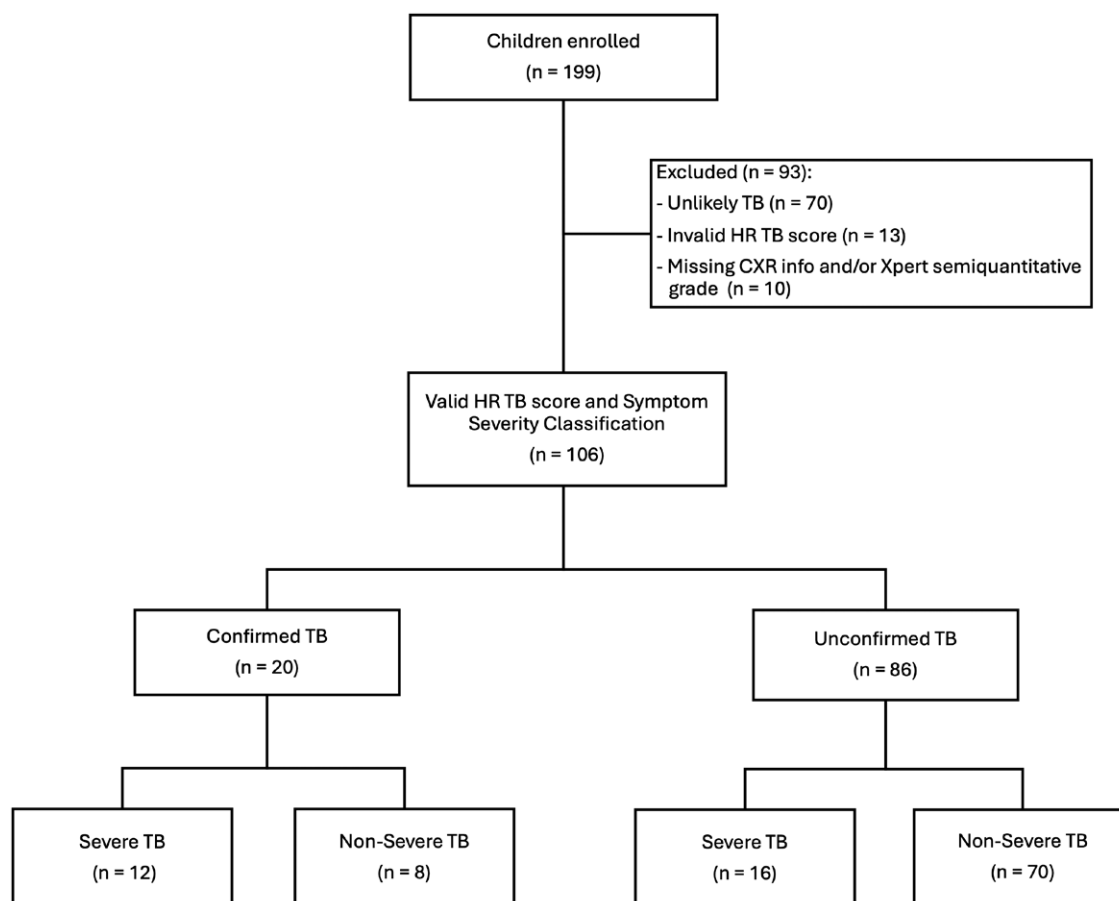 Children enrolled
(n = 199)
Excluded (n = 93):
- Unlikely TB (n = 70)
- Invalid HR TB score (n = 13)
- Missing CXR info and/or Xpert semiquantitative
grade (n = 10)
Valid HR TB score and Symptom
Severity Classification
(n = 106)
Confirmed TB
(n = 20)
Unconfirmed TB
(n = 86)
Severe TB
(n = 12)
Non-Severe TB
(n = 8)
Severe TB
(n = 16)
Non-Severe TB
(n = 70)